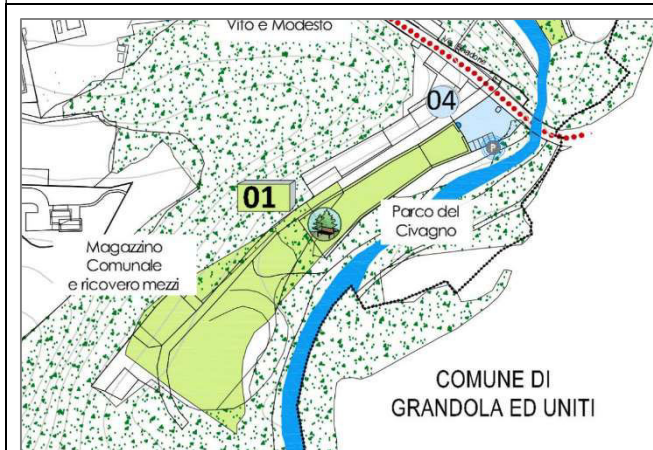 Vito e Modesto
04
01
Parco del
Civagno
P
Magazzino
Comunale
e ricovero mezzi
COMUNE DI
GRANDOLA ED UNITI